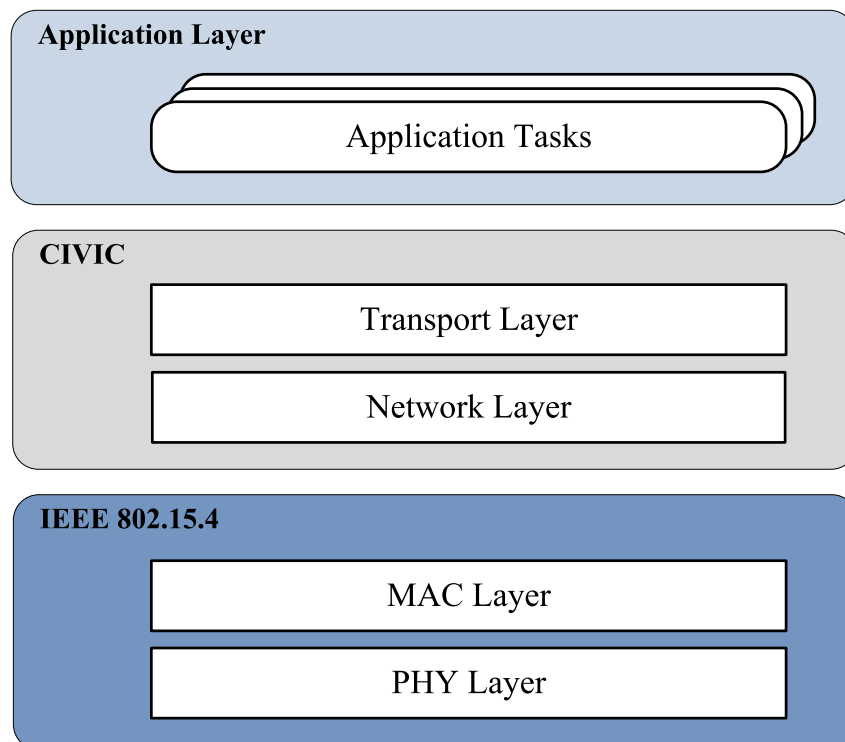 Application Layer
Application Tasks
CIVIC
Transport Layer
Network Layer
IEEE 802.15.4
MAC Layer
PHY Layer